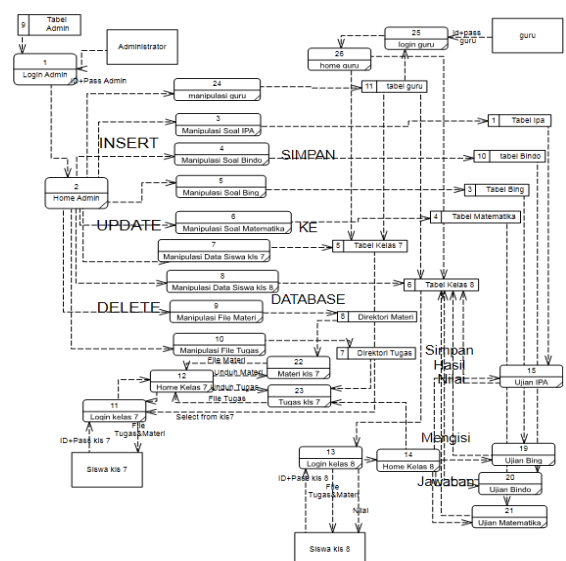 9 Tabel Admin
Administrator
1
Login Admin
ID+Pass Admin
25
login guru
id+pass guru
guru
26
home guru
24
manipulasi guru
11 tabel guru
3
Manipulasi Soal IPA
1 Tabel Ipa
INSERT
4
Manipulasi Soal Bindo
SIMPAN
10 tabel Bindo
2
Home Admin
5
Manipulasi Soal Bing
3 Tabel Bing
UPDATE
6
Manipulasi Soal Matematika
KE
4 Tabel Matematika
7
Manipulasi Data Siswa kls 7
5 Tabel Kelas 7
8
Manipulasi Data Siswa kls 8
6 Tabel Kelas 8
DELETE
DATABASE
9
Manipulasi File Materi
8 Direktori Materi
10
Manipulasi File Tugas
7 Direktori Tugas
Simpan
Hasil
Nilai
File Materi
22
Materi kls 7
Unduh Materi
12
Home Kelas 7
Unduh Tugas
File Tugas
23
Tugas kls 7
15
Ujian IPA
11
Login kelas 7
Select from kls7
File
Tugas&Materi
ID+Pass kls 7
Siswa kls 7
Mengisi
13
Login kelas 8
14
Home Kelas 8
19
Ujian Bing
Jawaban
20
Ujian Bindo
ID+Pass kls 8
File
Tugas&Materi
Nilai
21
Ujian Matematika
Siswa kls 8